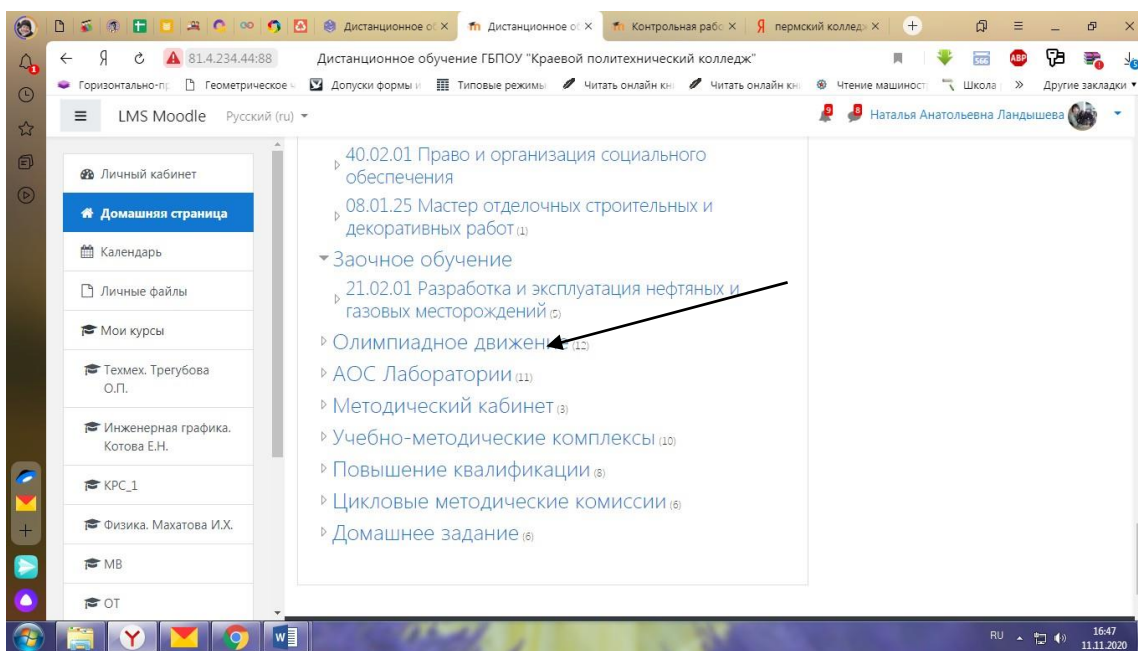 Дистанционное об
Дистанционное об
Контрольная рабо
Я пермский колледж
81.4.234.44:88
Дистанционное обучение ГБПОУ "Краевой политехнический колледж"
566
ABP
Горизонтально-п
Геометрическое ч
Допуски формы и
Типовые режимы
Читать онлайн кн
Читать онлайн кн
Чтение машиност
Школа
»
Другие закладки
LMS Moodle Русский (ru)
9
8
Наталья Анатольевна Ландышева
Личный кабинет
Домашняя страница
Календарь
Личные файлы
Мои курсы
Техмех. Трегубова
О.П.
Инженерная графика.
Котова Е.Н.
КРС_1
Физика. Махатова И.Х.
МВ
ОТ
40.02.01 Право и организация социального
обеспечения
08.01.25 Мастер отделочных строительных и
декоративных работ (1)
Заочное обучение
21.02.01 Разработка и эксплуатация нефтяных и
газовых месторождений (5)
Олимпиадное движение (12)
АОС Лаборатории (11)
Методический кабинет (3)
Учебно-методические комплексы (10)
Повышение квалификации (8)
Цикловые методические комиссии (6)
Домашнее задание (6)
RU
16:47
11.11.2020